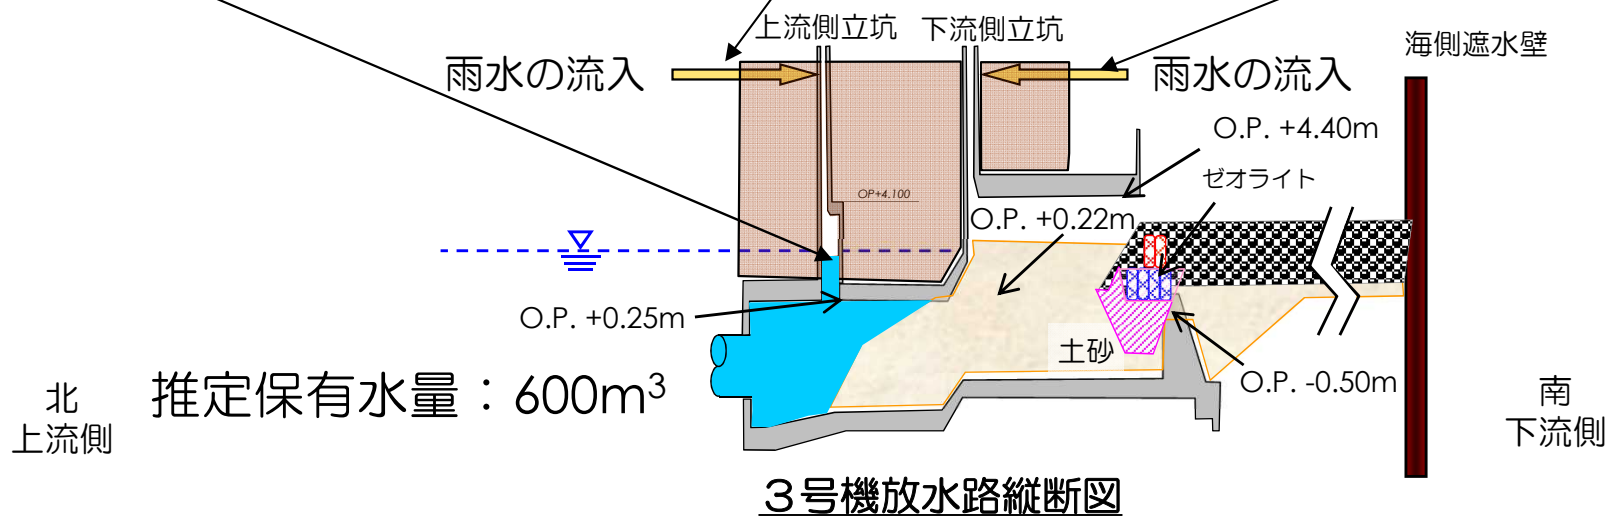 上流側立坑
下流側立坑
海側遮水壁
雨水の流入
雨水の流入
O.P. +4.40m
ゼオライト
OP+4.100
O.P. +0.22m
O.P. +0.25m
土砂
O.P. -0.50m
推定保有水量：600m³
北
上流側
南
下流側
３号機放水路縦断図